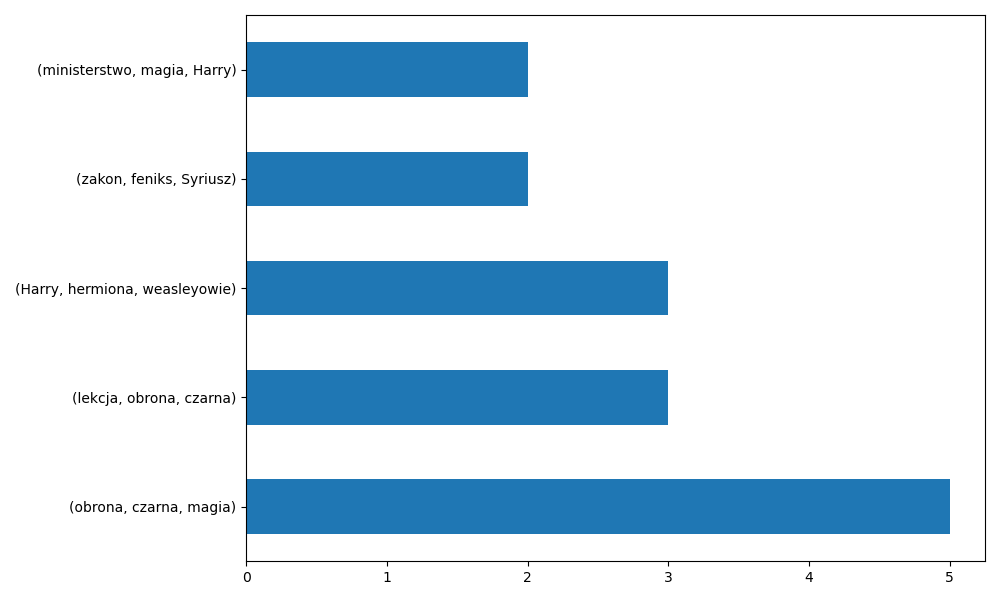 (ministerstwo, magia, Harry)
(zakon, feniks, Syriusz)
(Harry, hermiona, weasleyowie)
(lekcja, obrona, czarna)
(obrona, czarna, magia)
0 1 2 3 4 5